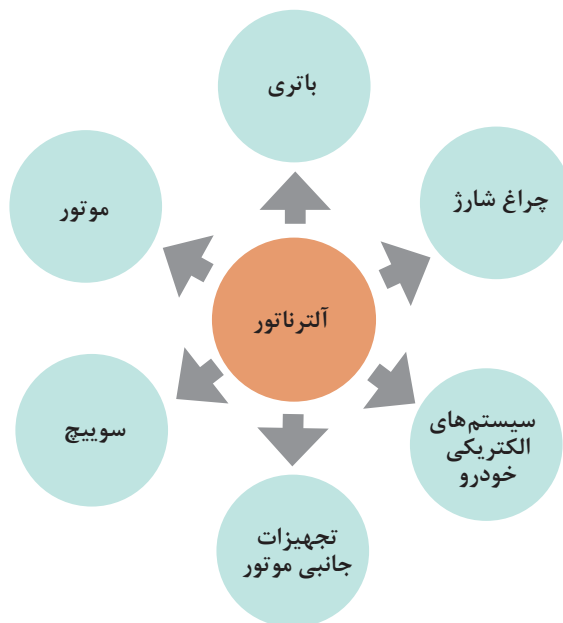 باتری
چراغ شارژ
موتور
آلترناتور
سوییچ
سیستم‌های
الکتریکی
خودرو
تجهیزات
جانبی موتور